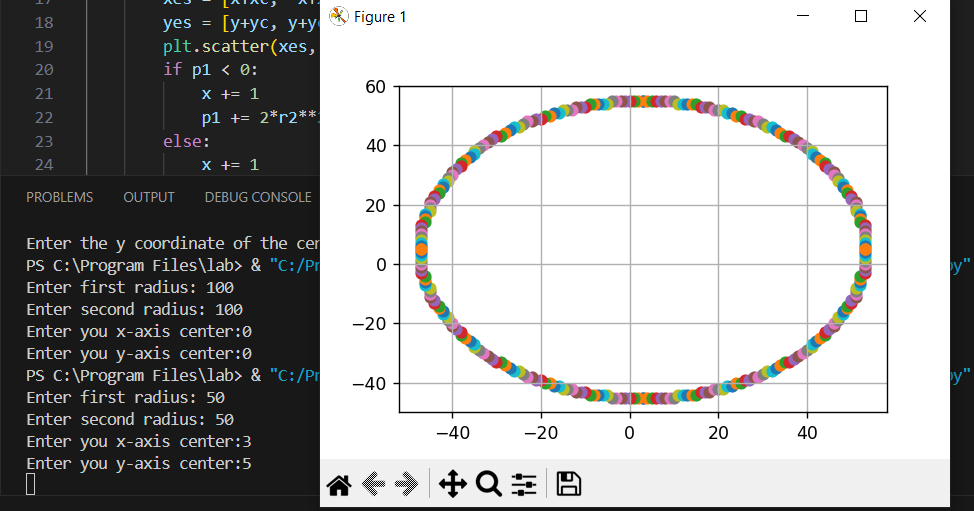 17 xes = [x+xc, -x+
18 yes = [y+yc, y+yc
19 plt.scatter(xes,
20 if p1 < 0:
21 x += 1
22 p1 += 2*r2**
23 else:
24 x += 1
PROBLEMS OUTPUT DEBUG CONSOLE
Enter the y coordinate of the cen
PS C:\Program Files\lab> & "C:/Pr
py"
Enter first radius: 100
Enter second radius: 100
Enter you x-axis center:0
Enter you y-axis center:0
PS C:\Program Files\lab> & "C:/Pr
py"
Enter first radius: 50
Enter second radius: 50
Enter you x-axis center:3
Enter you y-axis center:5
Figure 1
60
40
20
0
−20
−40
−40 −20 0 20 40